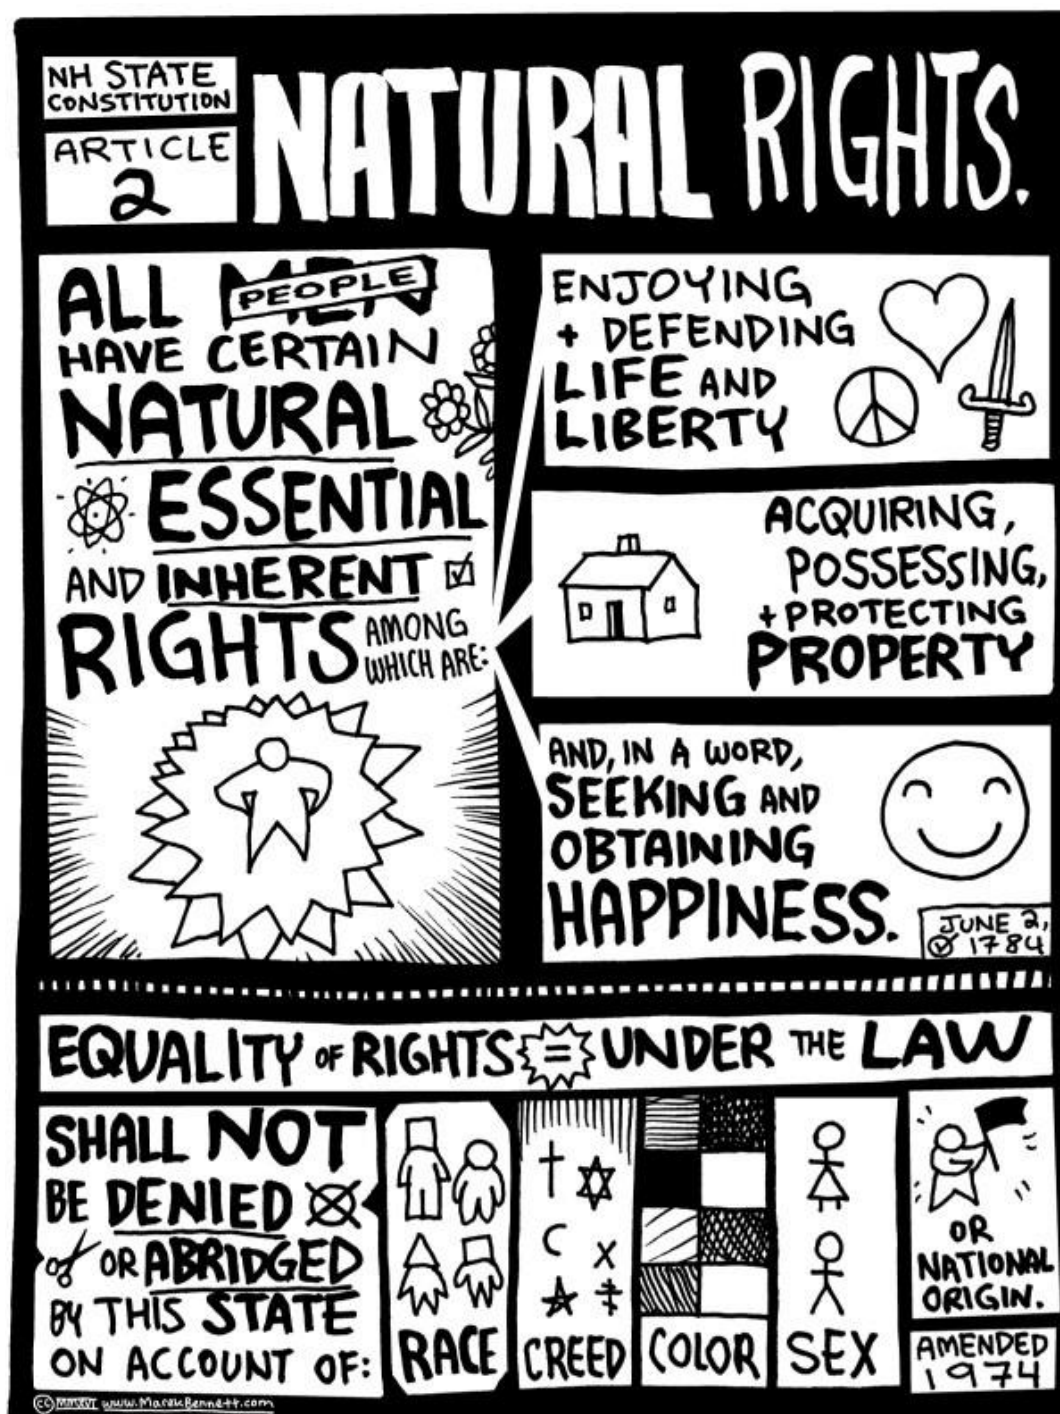 NH STATE
CONSTITUTION
ARTICLE
2
NATURAL RIGHTS.
ALL MEN
PEOPLE
HAVE CERTAIN
NATURAL
ESSENTIAL
AND INHERENT
RIGHTS AMONG
WHICH ARE:
ENJOYING
+ DEFENDING
LIFE AND
LIBERTY
ACQUIRING,
POSSESSING,
+ PROTECTING
PROPERTY
AND, IN A WORD,
SEEKING AND
OBTAINING
HAPPINESS.
JUNE 2,
1784
EQUALITY OF RIGHTS = UNDER THE LAW
SHALL NOT
BE DENIED
OR ABRIDGED
BY THIS STATE
ON ACCOUNT OF:
RACE
CREED
COLOR
SEX
OR
NATIONAL
ORIGIN.
AMENDED
1974
cc www.MarekBennett.com